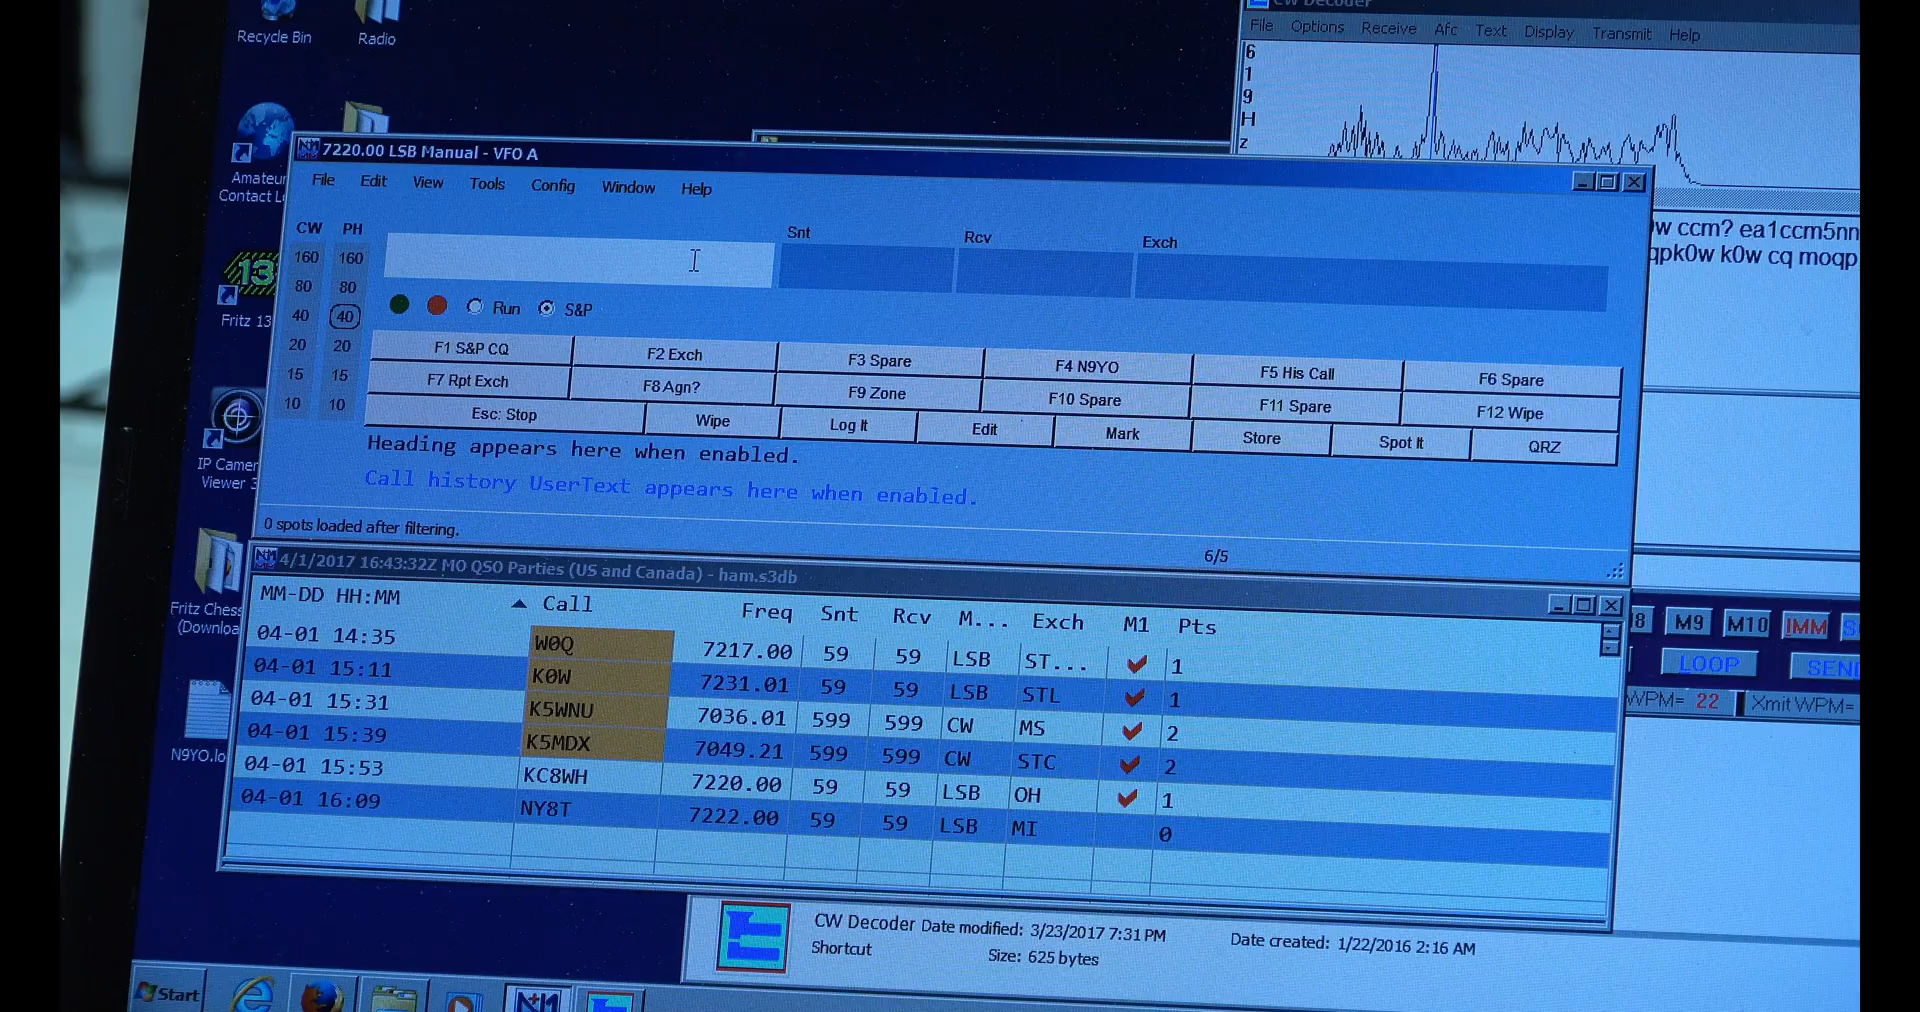 Recycle Bin
Radio
CW Decoder
File Options Receive Afc Text Display Transmit Help
6
1
9
H
z
Amateur
Contact L
Fritz 13
IP Camer
Viewer 3
Fritz Chess
(Downloa
N9YO.lo
7220.00 LSB Manual - VFO A
File Edit View Tools Config Window Help
CW PH
Snt Rcv Exch
160 160
80 80
40 40
20 20
15 15
10 10
Run S&P
F1 S&P CQ F2 Exch F3 Spare F4 N9YO F5 His Call F6 Spare
F7 Rpt Exch F8 Agn? F9 Zone F10 Spare F11 Spare F12 Wipe
Esc: Stop Wipe Log It Edit Mark Store Spot It QRZ
Heading appears here when enabled.
Call history UserText appears here when enabled.
0 spots loaded after filtering.
6/5
w ccm? ea1ccm5nn
qpk0w k0w cq moqp
4/1/2017 16:43:32Z MO QSO Parties (US and Canada) - ham.s3db
MM-DD HH:MM Call Freq Snt Rcv M... Exch M1 Pts
04-01 14:35 W0Q 7217.00 59 59 LSB ST... 1
04-01 15:11 K0W 7231.01 59 59 LSB STL 1
04-01 15:31 K5WNU 7036.01 599 599 CW MS 2
04-01 15:39 K5MDX 7049.21 599 599 CW STC 2
04-01 15:53 KC8WH 7220.00 59 59 LSB OH 1
04-01 16:09 NY8T 7222.00 59 59 LSB MI 0
M9 M10 IMM
LOOP SEND
WPM= 22 Xmit WPM=
CW Decoder Date modified: 3/23/2017 7:31 PM Date created: 1/22/2016 2:16 AM
Shortcut Size: 625 bytes
Start